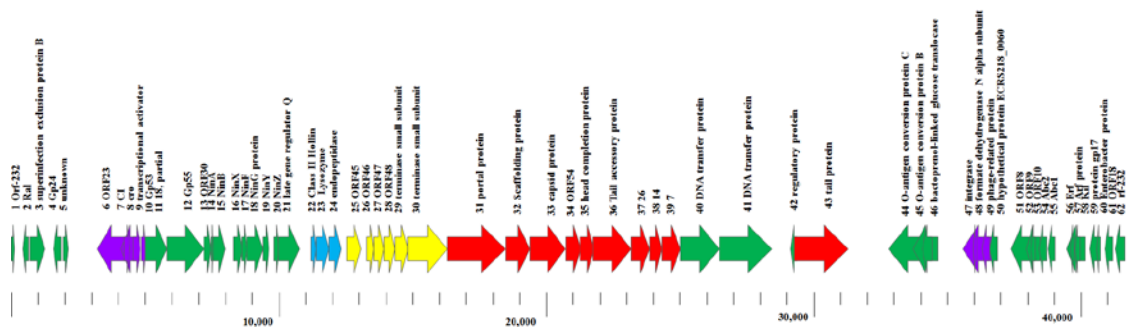 1 Orf-232
2 Ral
3 superinfection exclusion protein B
4 Gp24
5 unknown
6 ORF23
7 C1
8 cro
9 transcriptional activator
10 Gp53
11 18, partial
12 Gp55
13 ORF30
14 NinA
15 NinB
16 NinX
17 NinF
18 NinG protein
19 NinY
20 NinZ
21 late gene regulator Q
22 Class II Holin
23 Lysozyme
24 endopeptidase
25 ORF45
26 ORF46
27 ORF47
28 ORF48
29 terminase small subunit
30 terminase small subunit
31 portal protein
32 Scaffolding protein
33 capsid protein
34 ORF54
35 head completion protein
36 Tail accessory protein
37 26
38 14
39 7
40 DNA transfer protein
41 DNA transfer protein
42 regulatory protein
43 tail protein
44 O-antigen conversion protein C
45 O-antigen conversion protein B
46 bactoprenol-linked glucose translocase
47 integrase
48 formate dehydrogenase N alpha subunit
49 phage-related protein
50 hypothetical protein ECRS218_0060
51 ORF8
52 ORF9
53 ORF10
54 Abc2
55 Abc1
56 Erf
57 Arf protein
58 Kil
59 protein gp17
60 Enterobacter protein
61 ORF18
62 Orf-232
10,000
20,000
30,000
40,000